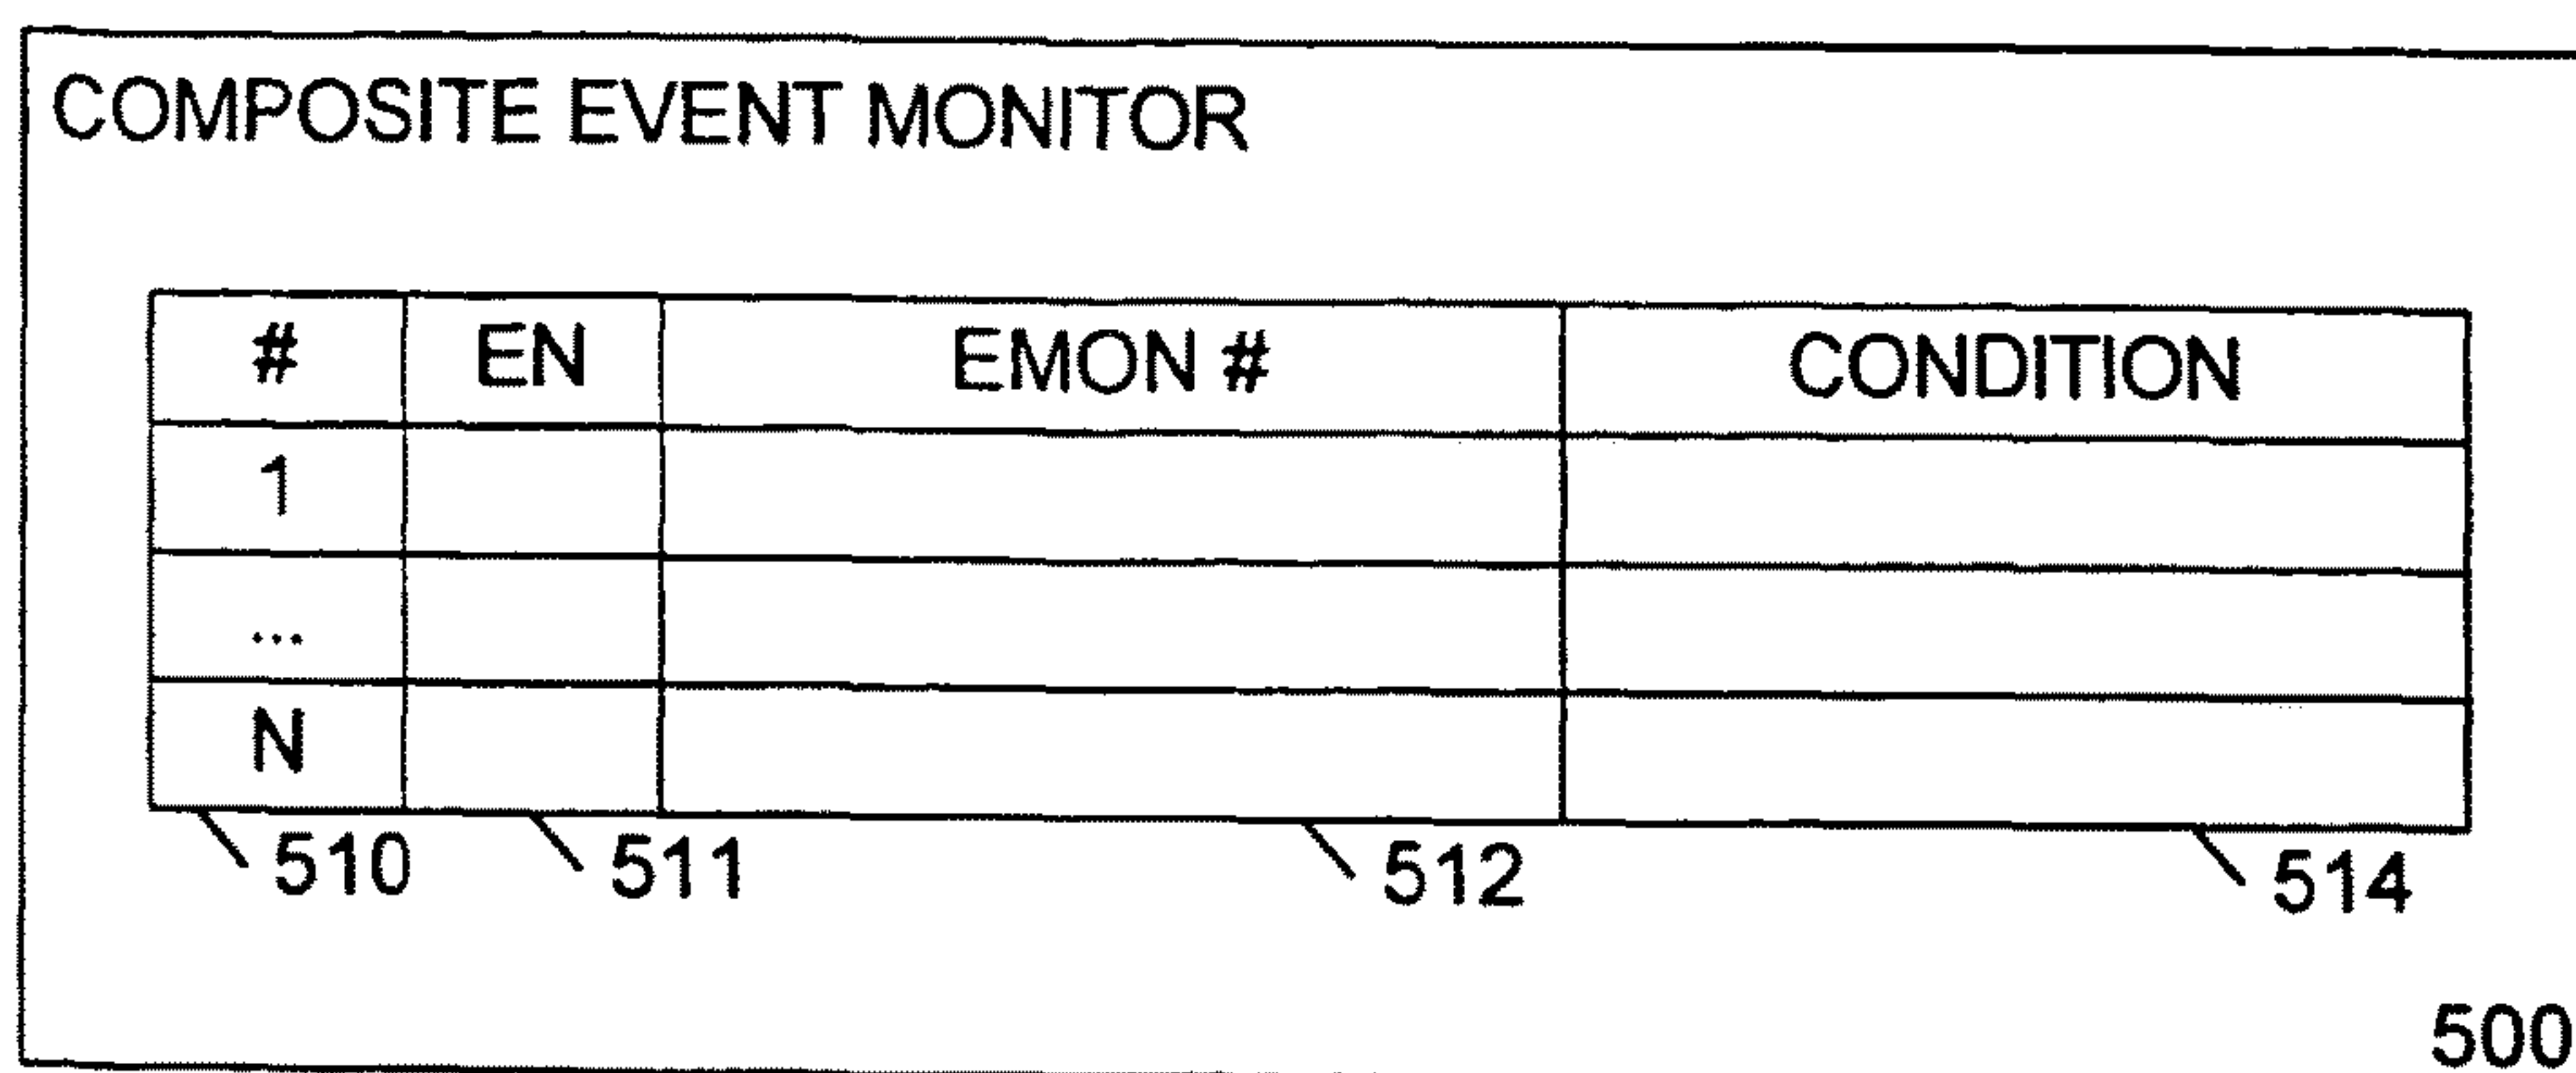 COMPOSITE EVENT MONITOR
# EN EMON # CONDITION
1
...
N
510 511 512 514
500